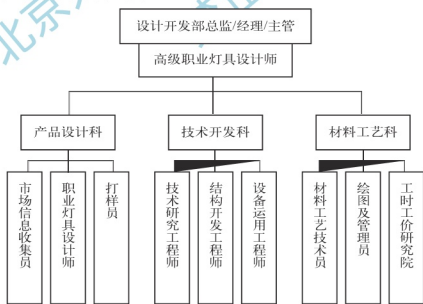 设计开发部总监/经理/主管
高级职业灯具设计师
产品设计科
技术开发科
材料工艺科
市场信息收集员
职业灯具设计师
打样员
技术研究工程师
结构开发工程师
设备运用工程师
材料工艺技术员
绘图及管理员
工时工价研究院
北京